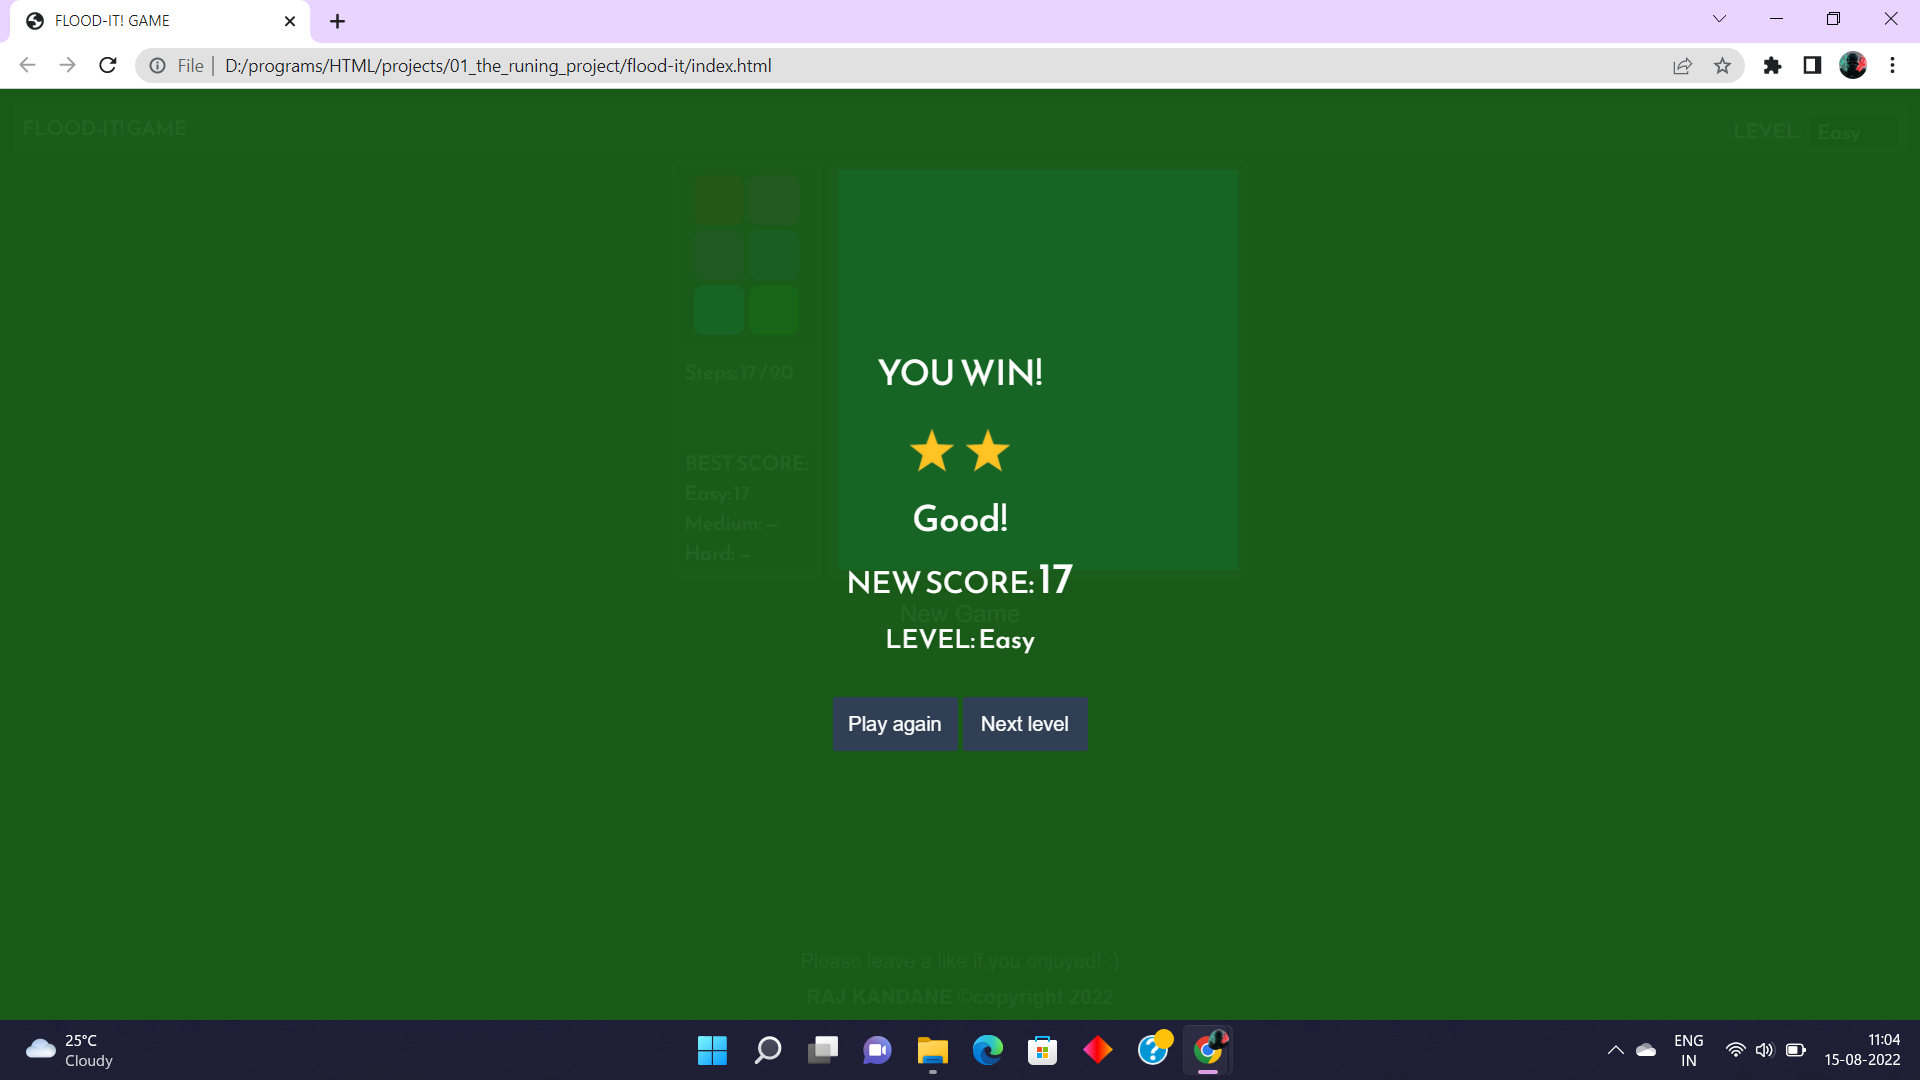 FLOOD-IT! GAME
File | D:/programs/HTML/projects/01_the_runing_project/flood-it/index.html
FLOOD-IT! GAME
LEVEL: Easy
Steps: 17 / 20
BEST SCORE:
Easy: 17
Medium: –
Hard: –
YOU WIN!
Good!
NEW SCORE: 17
New Game
LEVEL: Easy
Play again
Next level
Please leave a like if you enjoyed! :)
RAJ KANDANE ©copyright 2022
25°C
Cloudy
ENG
IN
11:04
15-08-2022